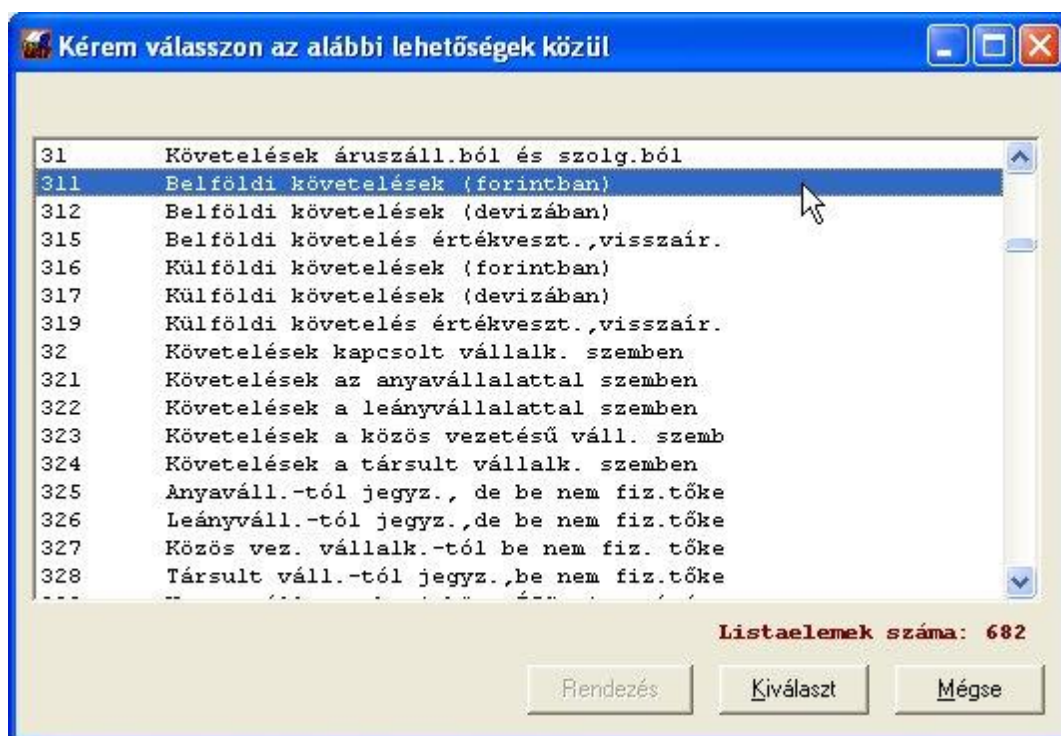 Kérem válasszon az alábbi lehetőségek közül
31 Követelések áruszáll.ból és szolg.ból
311 Belföldi követelések (forintban)
312 Belföldi követelések (devizában)
315 Belföldi követelés értékveszt.,visszaír.
316 Külföldi követelések (forintban)
317 Külföldi követelések (devizában)
319 Külföldi követelés értékveszt.,visszaír.
32 Követelések kapcsolt vállalk. szemben
321 Követelések az anyavállalattal szemben
322 Követelések a leányvállalattal szemben
323 Követelések a közös vezetésű váll. szemb
324 Követelések a társult vállalk. szemben
325 Anyaváll.-tól jegyz., de be nem fiz.tőke
326 Leányváll.-tól jegyz.,de be nem fiz.tőke
327 Közös vez. vállalk.-tól be nem fiz. tőke
328 Társult váll.-tól jegyz.,be nem fiz.tőke
Listaelemek száma: 682
Rendezés Kiválaszt Mégse